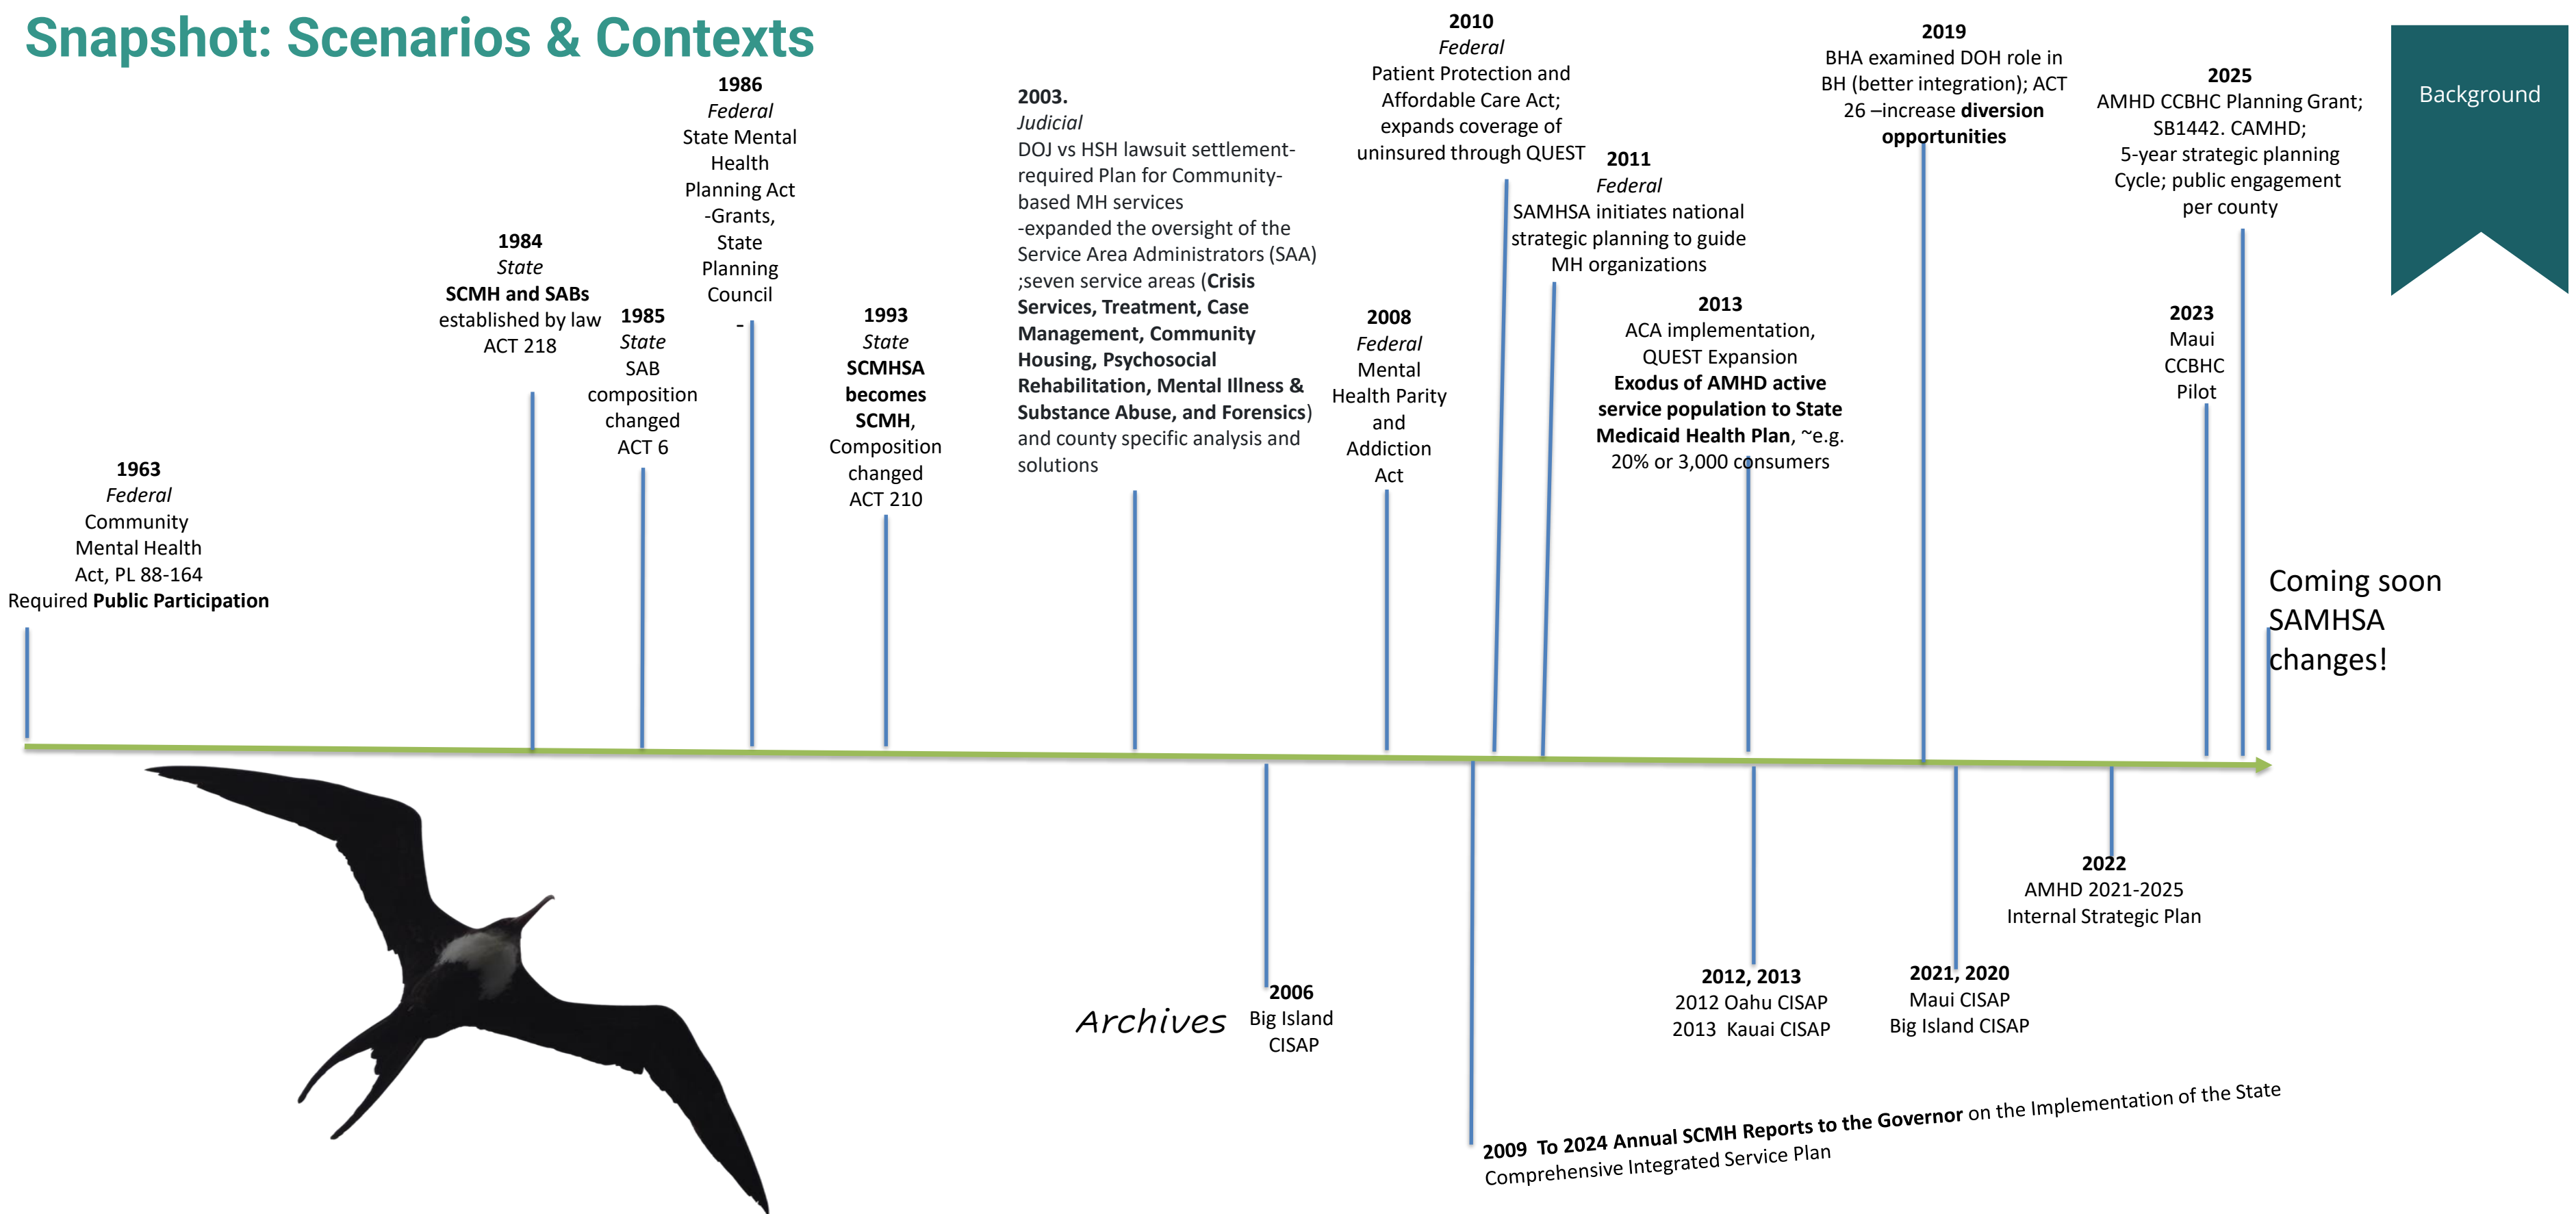 Snapshot: Scenarios & Contexts
Background
1963
Federal
Community
Mental Health
Act, PL 88-164
Required Public Participation
1984
State
SCMH and SABs
established by law
ACT 218
1985
State
SAB
composition
changed
ACT 6
1986
Federal
State Mental
Health
Planning Act
-Grants,
State
Planning
Council
-
1993
State
SCMHSA
becomes
SCMH,
Composition
changed
ACT 210
2003.
Judicial
DOJ vs HSH lawsuit settlement-
required Plan for Community-
based MH services
-expanded the oversight of the
Service Area Administrators (SAA)
;seven service areas (Crisis
Services, Treatment, Case
Management, Community
Housing, Psychosocial
Rehabilitation, Mental Illness &
Substance Abuse, and Forensics)
and county specific analysis and
solutions
2008
Federal
Mental
Health Parity
and
Addiction
Act
2010
Federal
Patient Protection and
Affordable Care Act;
expands coverage of
uninsured through QUEST
2011
Federal
SAMHSA initiates national
strategic planning to guide
MH organizations
2013
ACA implementation,
QUEST Expansion
Exodus of AMHD active
service population to State
Medicaid Health Plan, ~e.g.
20% or 3,000 consumers
2019
BHA examined DOH role in
BH (better integration); ACT
26 –increase diversion
opportunities
2023
Maui
CCBHC
Pilot
2025
AMHD CCBHC Planning Grant;
SB1442. CAMHD;
5-year strategic planning
Cycle; public engagement
per county
Coming soon
SAMHSA
changes!
Archives
2006
Big Island
CISAP
2009  To 2024 Annual SCMH Reports to the Governor on the Implementation of the State
Comprehensive Integrated Service Plan
2012, 2013
2012 Oahu CISAP
2013  Kauai CISAP
2021, 2020
Maui CISAP
Big Island CISAP
2022
AMHD 2021-2025
Internal Strategic Plan